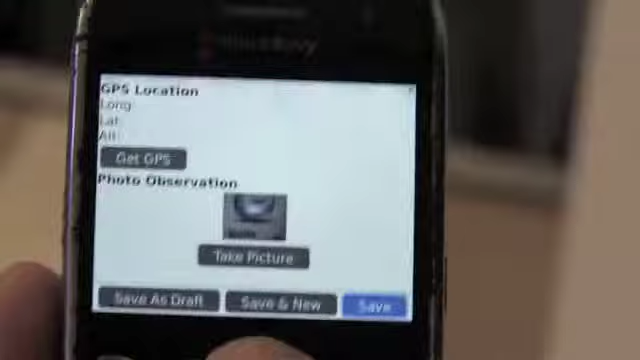 GPS Location
Long:
Lat:
Alt:
Get GPS
Photo Observation
Take Picture
Save As Draft Save & New Save